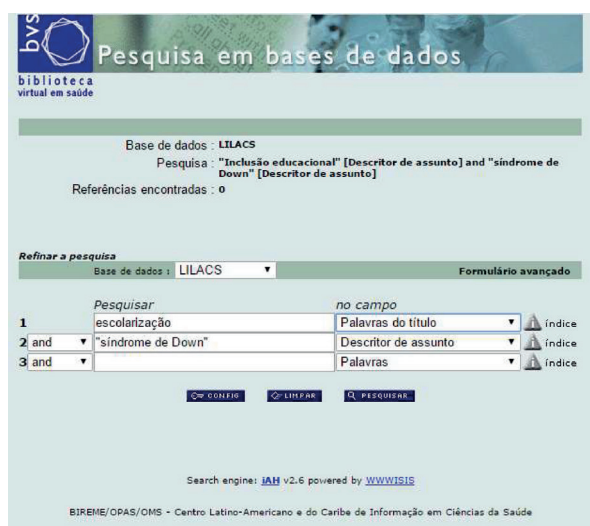 bvs
Pesquisa em bases de dados
biblioteca
virtual em saúde
Base de dados : LILACS
Pesquisa : "Inclusão educacional" [Descritor de assunto] and "síndrome de
Down" [Descritor de assunto]
Referências encontradas : 0
Refinar a pesquisa
Base de dados : LILACS Formulário avançado
Pesquisar no campo
1 escolarização Palavras do título índice
2 and "síndrome de Down" Descritor de assunto índice
3 and Palavras índice
CONFIG LIMPAR PESQUISAR
Search engine: iAH v2.6 powered by WWWISIS
BIREME/OPAS/OMS - Centro Latino-Americano e do Caribe de Informação em Ciências da Saúde